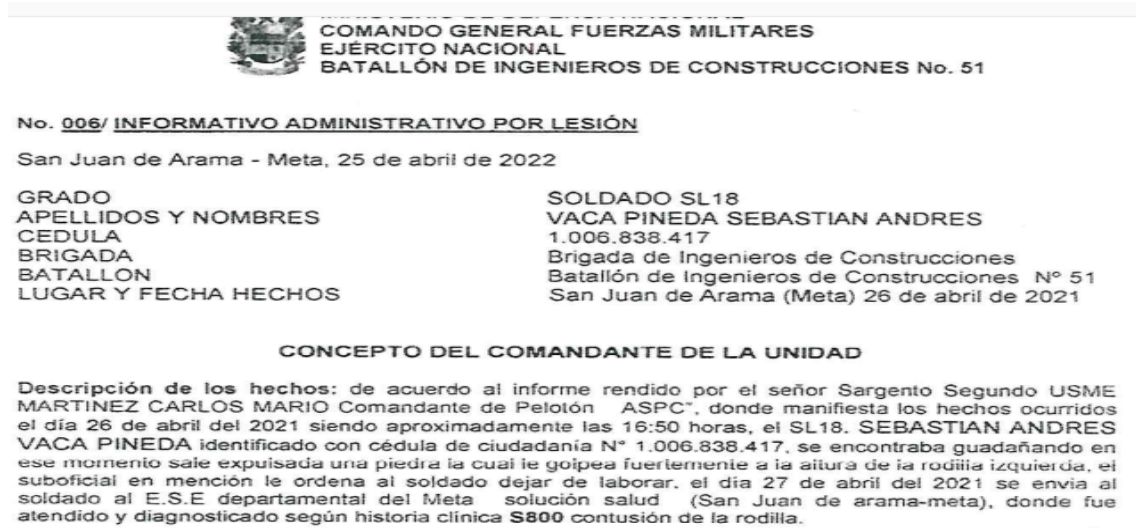 COMANDO GENERAL FUERZAS MILITARES
EJÉRCITO NACIONAL
BATALLÓN DE INGENIEROS DE CONSTRUCCIONES No. 51
No. 006/ INFORMATIVO ADMINISTRATIVO POR LESIÓN
San Juan de Arama - Meta, 25 de abril de 2022
GRADO SOLDADO SL18
APELLIDOS Y NOMBRES VACA PINEDA SEBASTIAN ANDRES
CEDULA 1.006.838.417
BRIGADA Brigada de Ingenieros de Construcciones
BATALLON Batallón de Ingenieros de Construcciones Nº 51
LUGAR Y FECHA HECHOS San Juan de Arama (Meta) 26 de abril de 2021
CONCEPTO DEL COMANDANTE DE LA UNIDAD
Descripción de los hechos: de acuerdo al informe rendido por el señor Sargento Segundo USME
MARTINEZ CARLOS MARIO Comandante de Pelotón ASPC", donde manifiesta los hechos ocurridos
el día 26 de abril del 2021 siendo aproximadamente las 16:50 horas, el SL18. SEBASTIAN ANDRES
VACA PINEDA identificado con cédula de ciudadanía N° 1.006.838.417, se encontraba guadañando en
ese momento sale expulsada una piedra la cual le golpea fuertemente a la altura de la rodilla izquierda, el
suboficial en mención le ordena al soldado dejar de laborar, el día 27 de abril del 2021 se envia al
soldado al E.S.E departamental del Meta solución salud (San Juan de arama-meta), donde fue
atendido y diagnosticado según historia clínica S800 contusión de la rodilla.